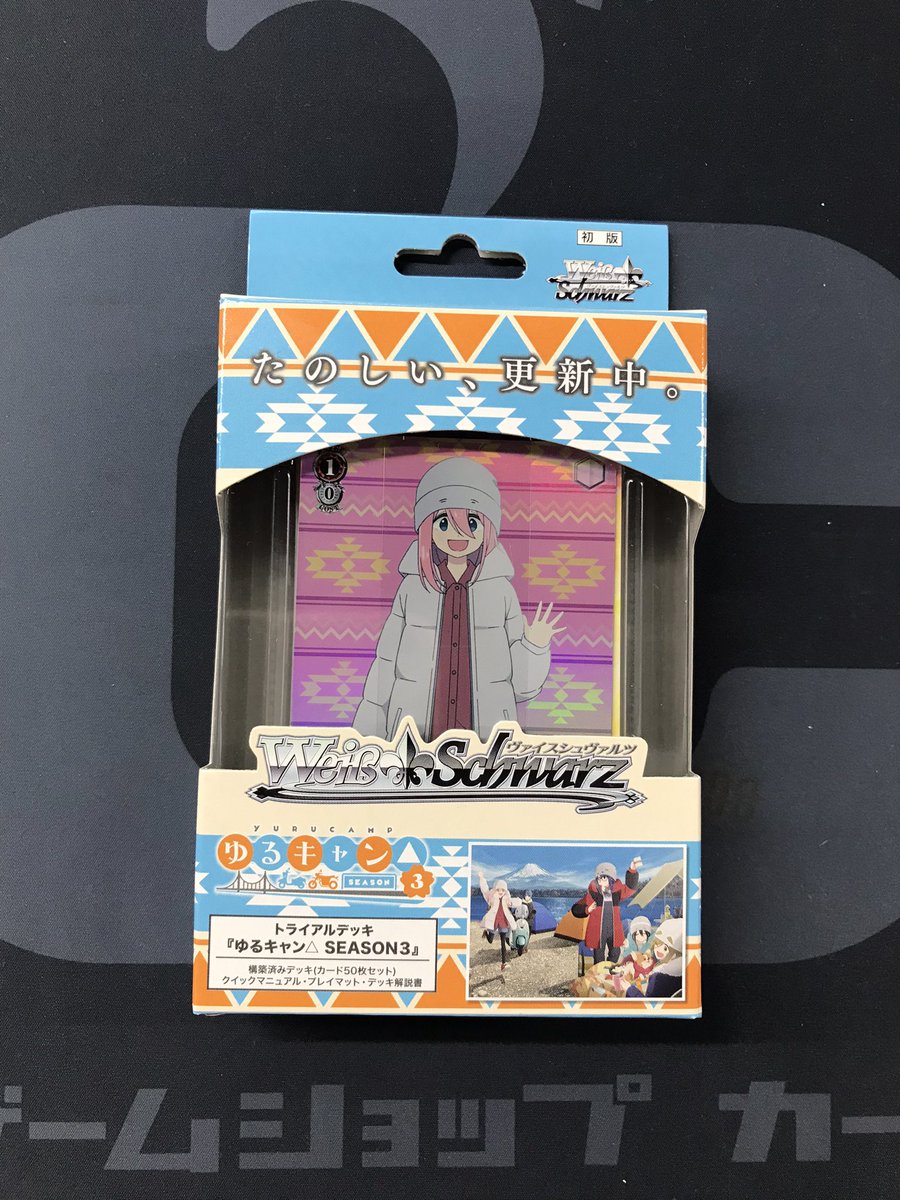 初版
Weiß Schwarz
たのしい、更新中。
1
0
ヴァイスシュヴァルツ
Weiß Schwarz
YURUCAMP
ゆるキャン△
SEASON 3
トライアルデッキ
『ゆるキャン△ SEASON3』
構築済みデッキ(カード50枚セット)
クイックマニュアル・プレイマット・デッキ解説書
ゲームショップ カー